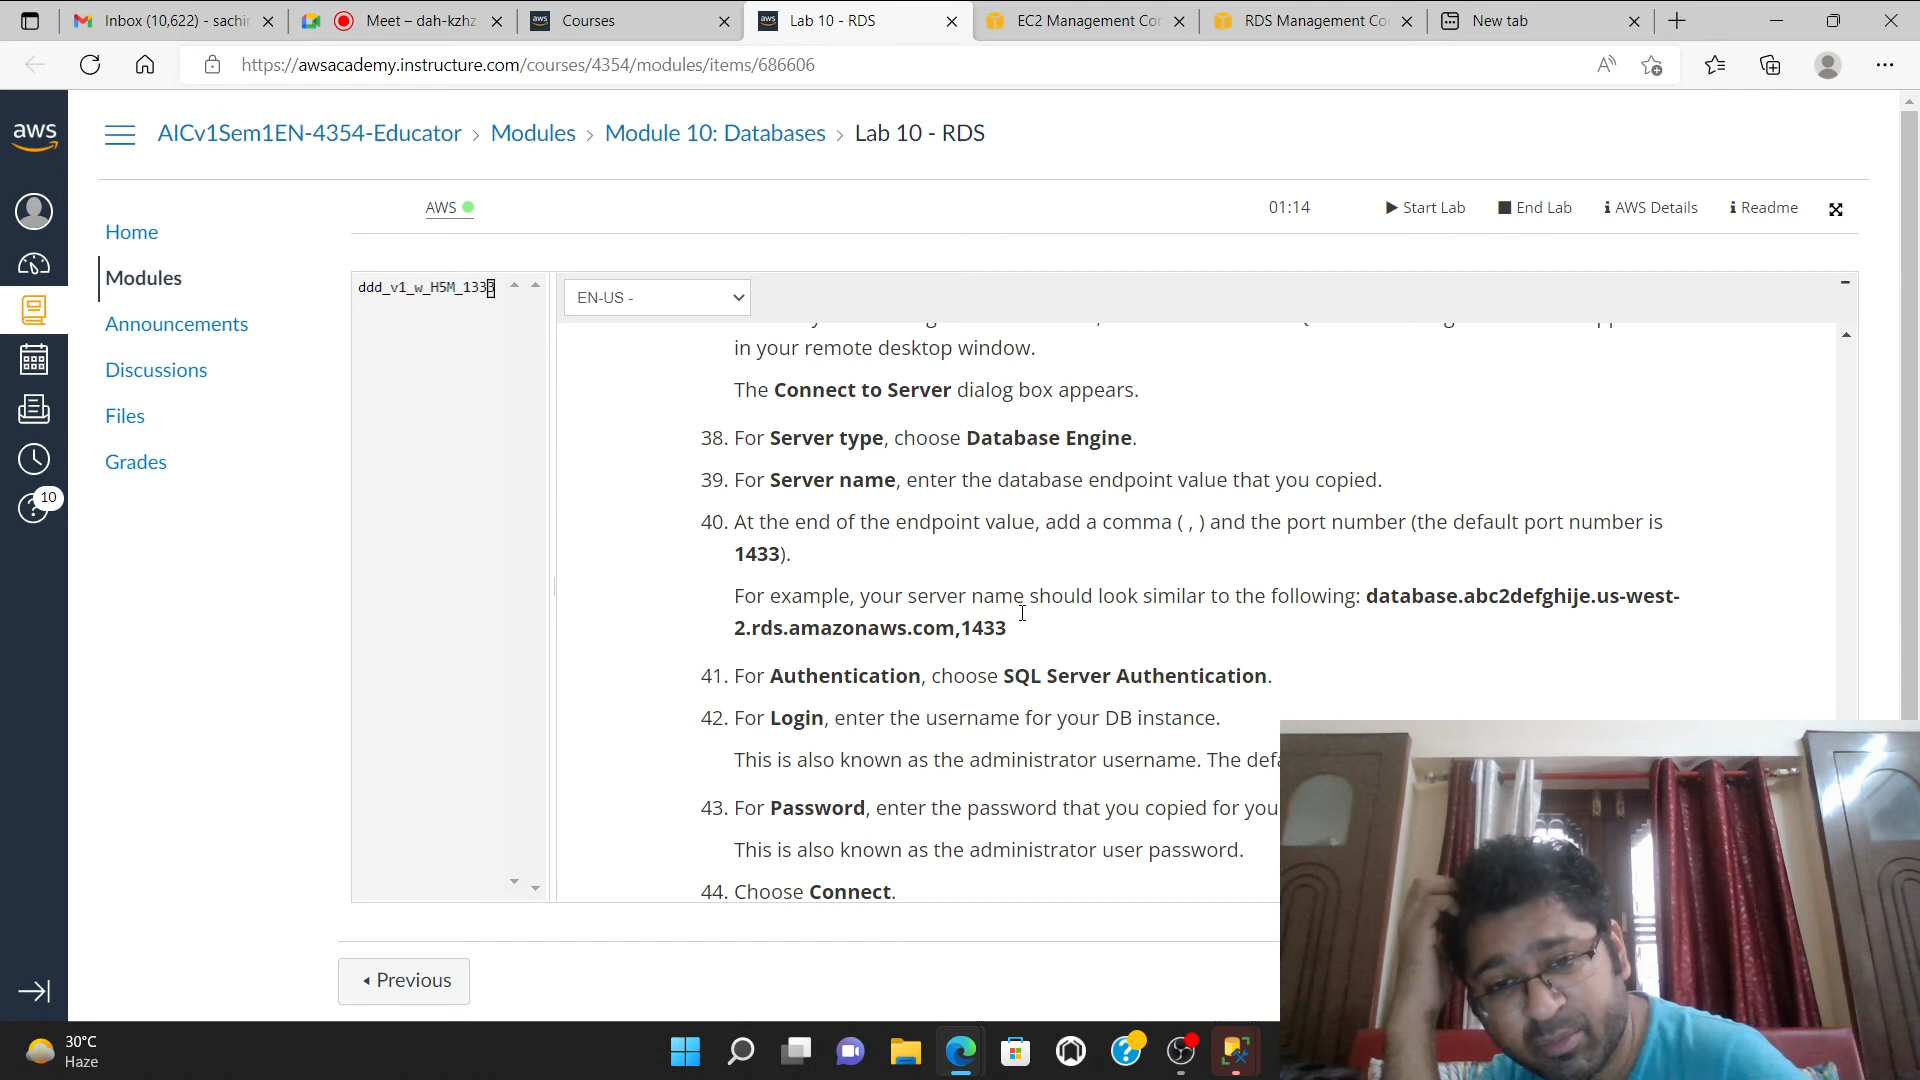 Inbox (10,622) - sachin
Meet – dah-kzhz
Courses
Lab 10 - RDS
EC2 Management Co
RDS Management Co
New tab
https://awsacademy.instructure.com/courses/4354/modules/items/686606
aws
AICv1Sem1EN-4354-Educator > Modules > Module 10: Databases > Lab 10 - RDS
AWS
01:14
Start Lab
End Lab
AWS Details
Readme
Home
Modules
Announcements
Discussions
Files
Grades
10
ddd_v1_w_H5M_1333
EN-US -
in your remote desktop window.
The Connect to Server dialog box appears.
38. For Server type, choose Database Engine.
39. For Server name, enter the database endpoint value that you copied.
40. At the end of the endpoint value, add a comma ( , ) and the port number (the default port number is
1433).
For example, your server name should look similar to the following: database.abc2defghije.us-west-
2.rds.amazonaws.com,1433
41. For Authentication, choose SQL Server Authentication.
42. For Login, enter the username for your DB instance.
This is also known as the administrator username. The
43. For Password, enter the password that you copied for you
This is also known as the administrator user password.
44. Choose Connect.
Previous
30°C
Haze